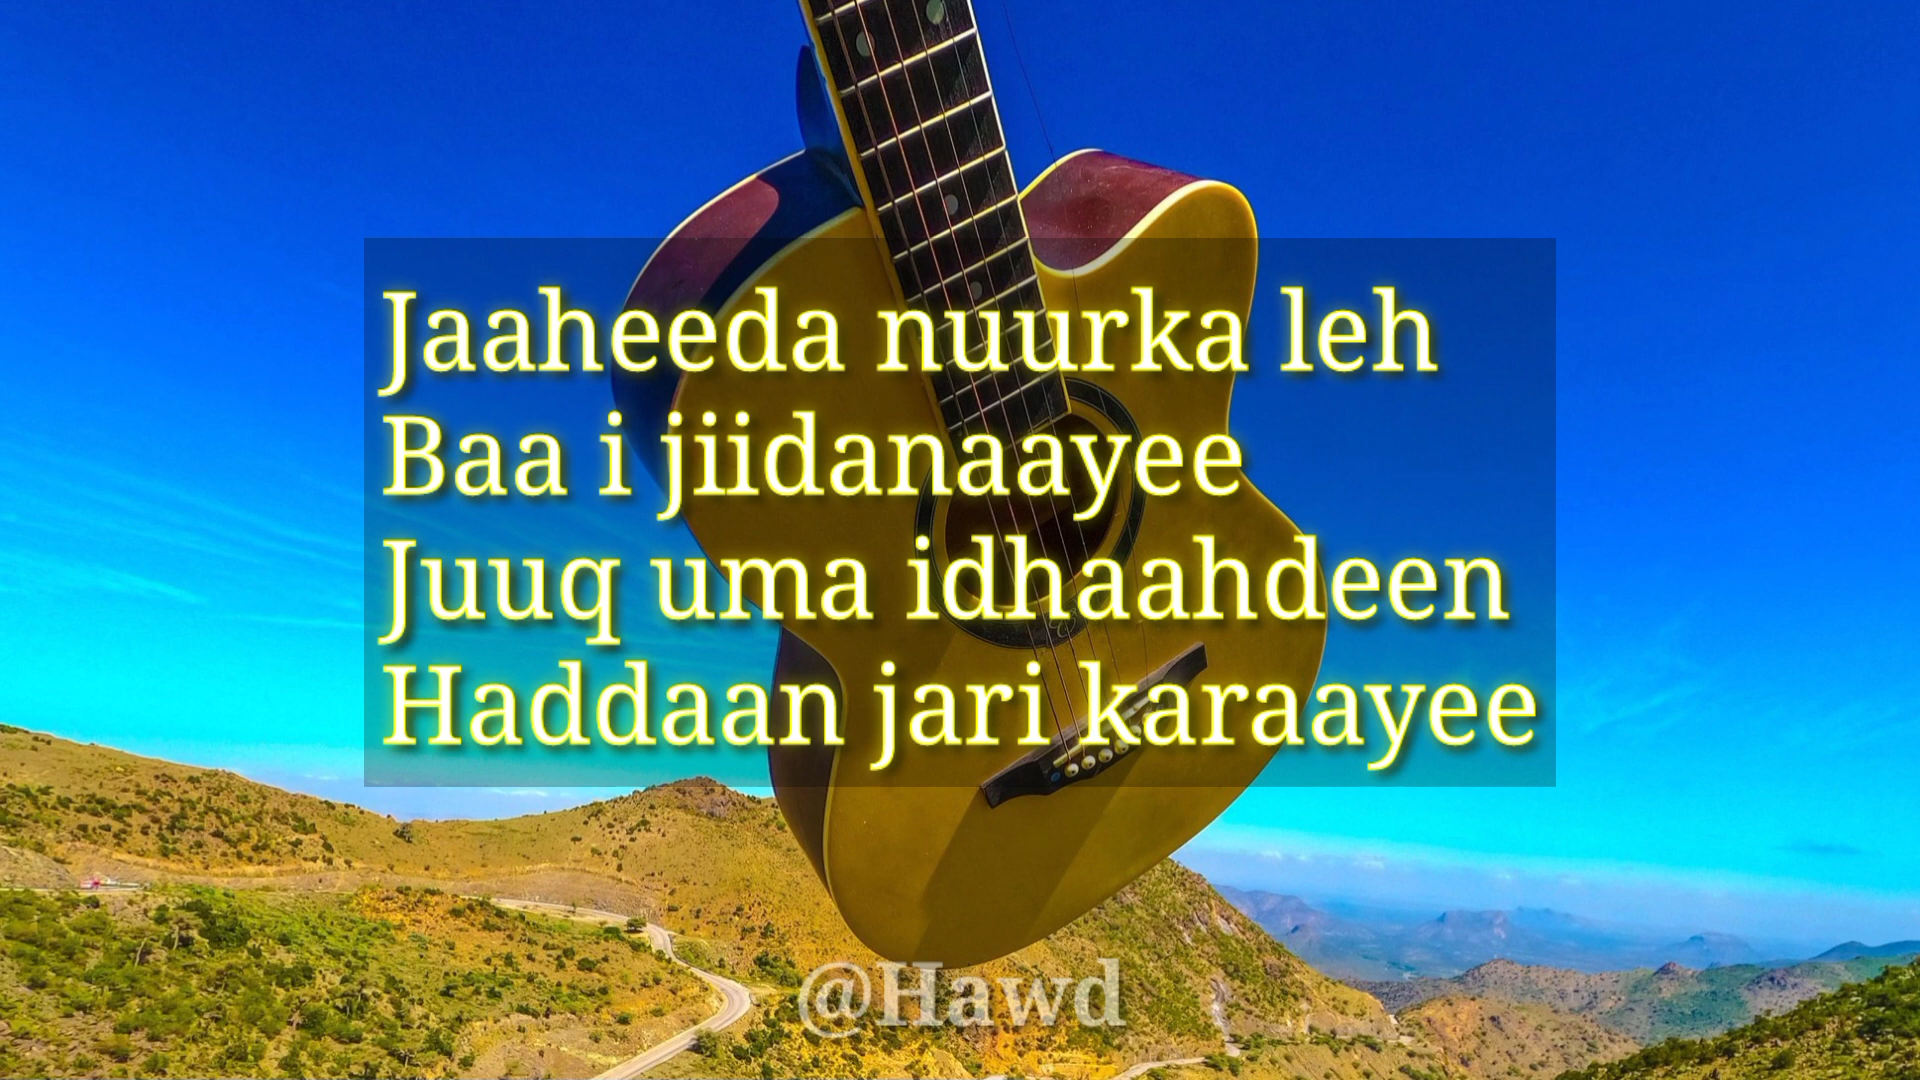 Jaaheeda nuurka leh
Baa i jiidanaayee
Juuq uma idhaahdeen
Haddaan jari karaayee
@Hawd